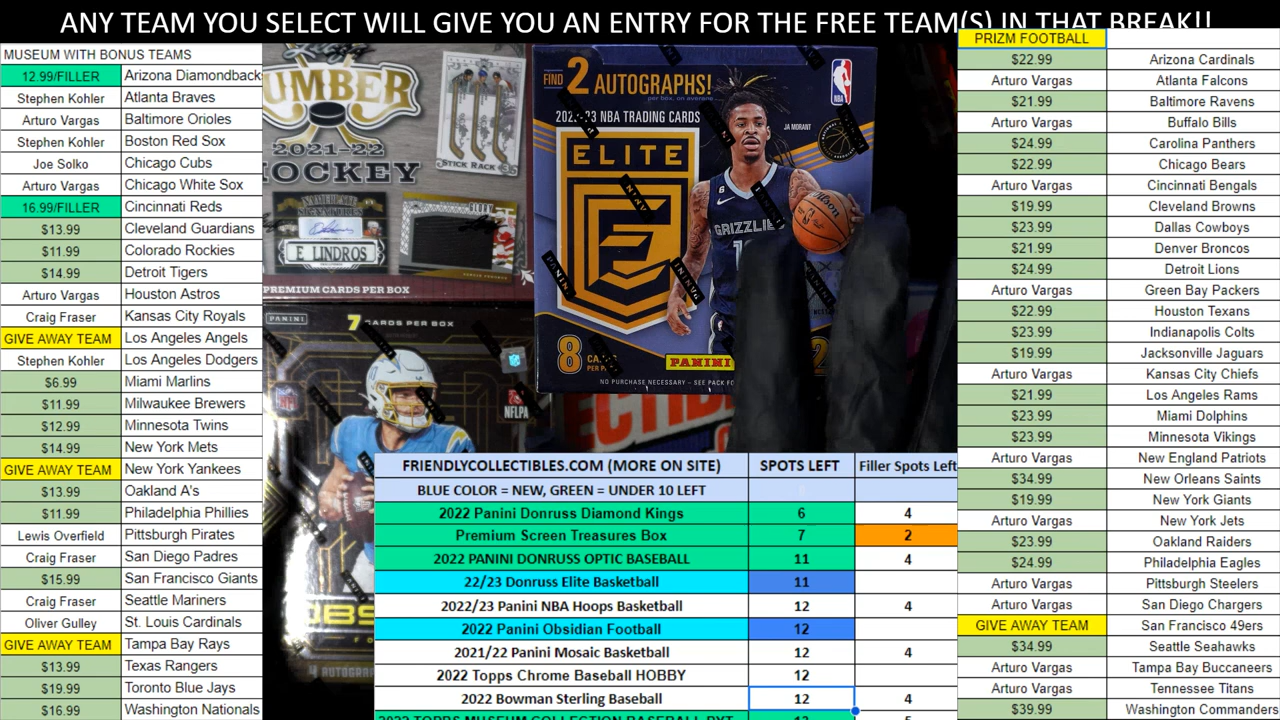 ANY TEAM YOU SELECT WILL GIVE YOU AN ENTRY FOR THE FREE TEAM(S) IN THAT BREAK!!
MUSEUM WITH BONUS TEAMS
12.99/FILLER Arizona Diamondback
Stephen Kohler Atlanta Braves
Arturo Vargas Baltimore Orioles
Stephen Kohler Boston Red Sox
Joe Solko Chicago Cubs
Arturo Vargas Chicago White Sox
16.99/FILLER Cincinnati Reds
$13.99 Cleveland Guardians
$11.99 Colorado Rockies
$14.99 Detroit Tigers
Arturo Vargas Houston Astros
Craig Fraser Kansas City Royals
GIVE AWAY TEAM Los Angeles Angels
Stephen Kohler Los Angeles Dodgers
$6.99 Miami Marlins
$11.99 Milwaukee Brewers
$12.99 Minnesota Twins
$14.99 New York Mets
GIVE AWAY TEAM New York Yankees
$13.99 Oakland A's
$11.99 Philadelphia Phillies
Lewis Overfield Pittsburgh Pirates
Craig Fraser San Diego Padres
$15.99 San Francisco Giants
Craig Fraser Seattle Mariners
Oliver Gulley St. Louis Cardinals
GIVE AWAY TEAM Tampa Bay Rays
$13.99 Texas Rangers
$19.99 Toronto Blue Jays
$16.99 Washington Nationals
UMBER
2021-22
HOCKEY
STICK RACK
E. LINDROS
PREMIUM CARDS PER BOX
FIND 2 AUTOGRAPHS!
per box, on average
NBA TRADING CARDS
NBA
JA MORANT
ELITE
E
GRIZZLIES
Wilson
8
PANINI
NO PURCHASE NECESSARY - SEE PACK FO
PANINI
7 CARDS PER BOX
NFL
NFLPA
FRIENDLYCOLLECTIBLES.COM (MORE ON SITE) SPOTS LEFT Filler Spots Left
BLUE COLOR = NEW, GREEN = UNDER 10 LEFT
2022 Panini Donruss Diamond Kings 6 4
Premium Screen Treasures Box 7 2
2022 PANINI DONRUSS OPTIC BASEBALL 11 4
22/23 Donruss Elite Basketball 11
2022/23 Panini NBA Hoops Basketball 12 4
2022 Panini Obsidian Football 12
2021/22 Panini Mosaic Basketball 12 4
2022 Topps Chrome Baseball HOBBY 12
2022 Bowman Sterling Baseball 12 4
PRIZM FOOTBALL
$22.99 Arizona Cardinals
Arturo Vargas Atlanta Falcons
$21.99 Baltimore Ravens
Arturo Vargas Buffalo Bills
$24.99 Carolina Panthers
$22.99 Chicago Bears
Arturo Vargas Cincinnati Bengals
$19.99 Cleveland Browns
$23.99 Dallas Cowboys
$21.99 Denver Broncos
$24.99 Detroit Lions
Arturo Vargas Green Bay Packers
$22.99 Houston Texans
$23.99 Indianapolis Colts
$19.99 Jacksonville Jaguars
Arturo Vargas Kansas City Chiefs
$21.99 Los Angeles Rams
$23.99 Miami Dolphins
$23.99 Minnesota Vikings
Arturo Vargas New England Patriots
$34.99 New Orleans Saints
$19.99 New York Giants
Arturo Vargas New York Jets
$23.99 Oakland Raiders
$24.99 Philadelphia Eagles
Arturo Vargas Pittsburgh Steelers
Arturo Vargas San Diego Chargers
GIVE AWAY TEAM San Francisco 49ers
$34.99 Seattle Seahawks
Arturo Vargas Tampa Bay Buccaneers
Arturo Vargas Tennessee Titans
$39.99 Washington Commanders